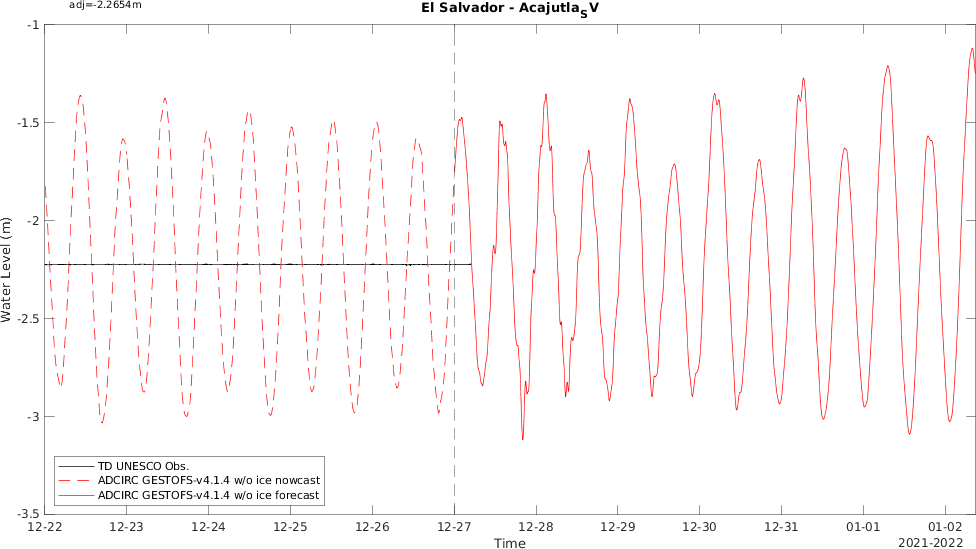 adj=-2.2654m
El Salvador - AcajutlaSV
-1
-1.5
-2
-2.5
-3
-3.5
Water Level (m)
TD UNESCO Obs.
ADCIRC GESTOFS-v4.1.4 w/o ice nowcast
ADCIRC GESTOFS-v4.1.4 w/o ice forecast
12-22 12-23 12-24 12-25 12-26 12-27 12-28 12-29 12-30 12-31 01-01 01-02
Time
2021-2022